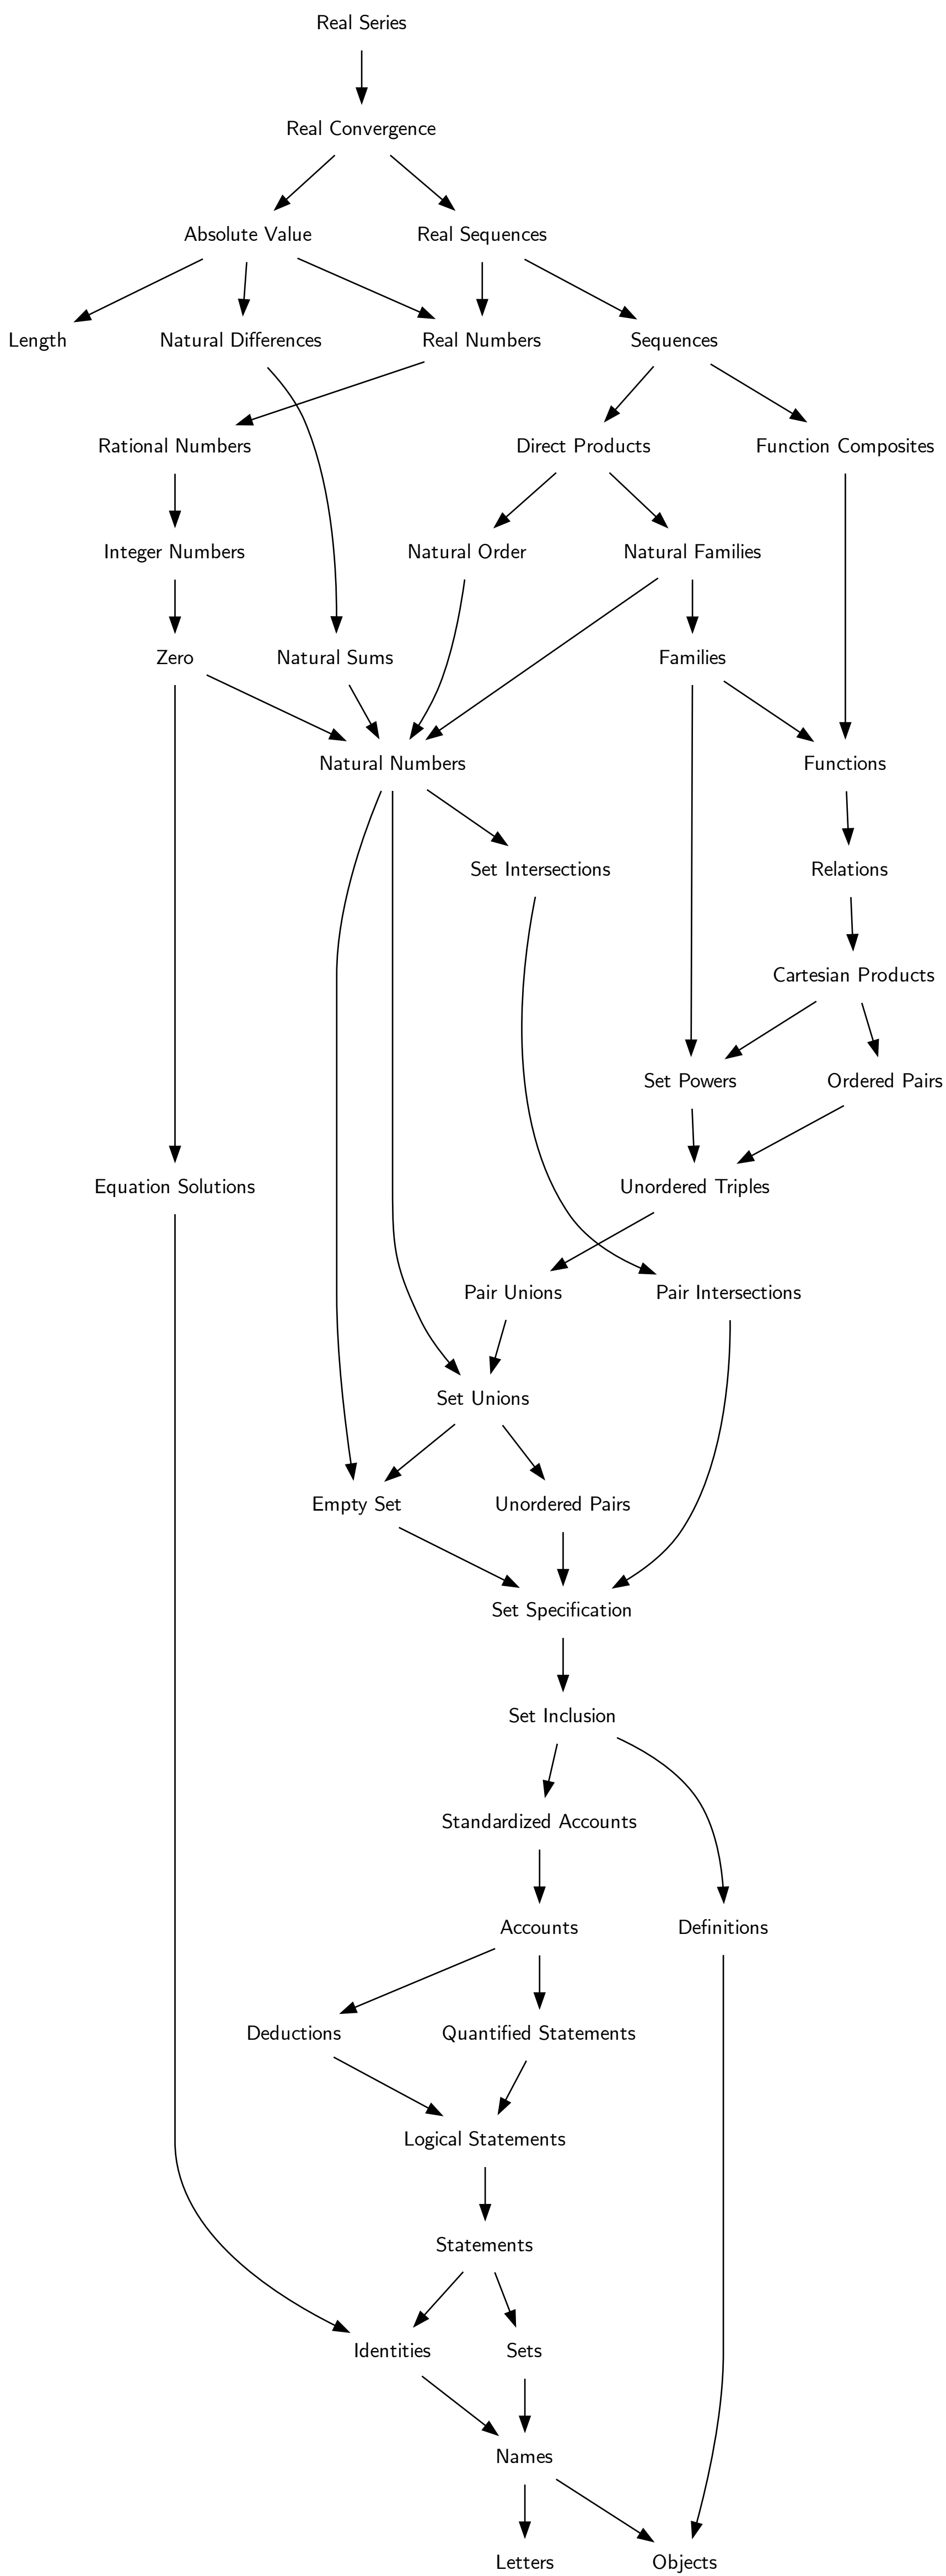 Real Series
Real Convergence
Absolute Value
Real Sequences
Length
Natural Differences
Real Numbers
Sequences
Rational Numbers
Direct Products
Function Composites
Integer Numbers
Natural Order
Natural Families
Zero
Natural Sums
Families
Natural Numbers
Functions
Set Intersections
Relations
Cartesian Products
Set Powers
Ordered Pairs
Equation Solutions
Unordered Triples
Pair Unions
Pair Intersections
Set Unions
Empty Set
Unordered Pairs
Set Specification
Set Inclusion
Standardized Accounts
Accounts
Definitions
Deductions
Quantified Statements
Logical Statements
Statements
Identities
Sets
Names
Letters
Objects